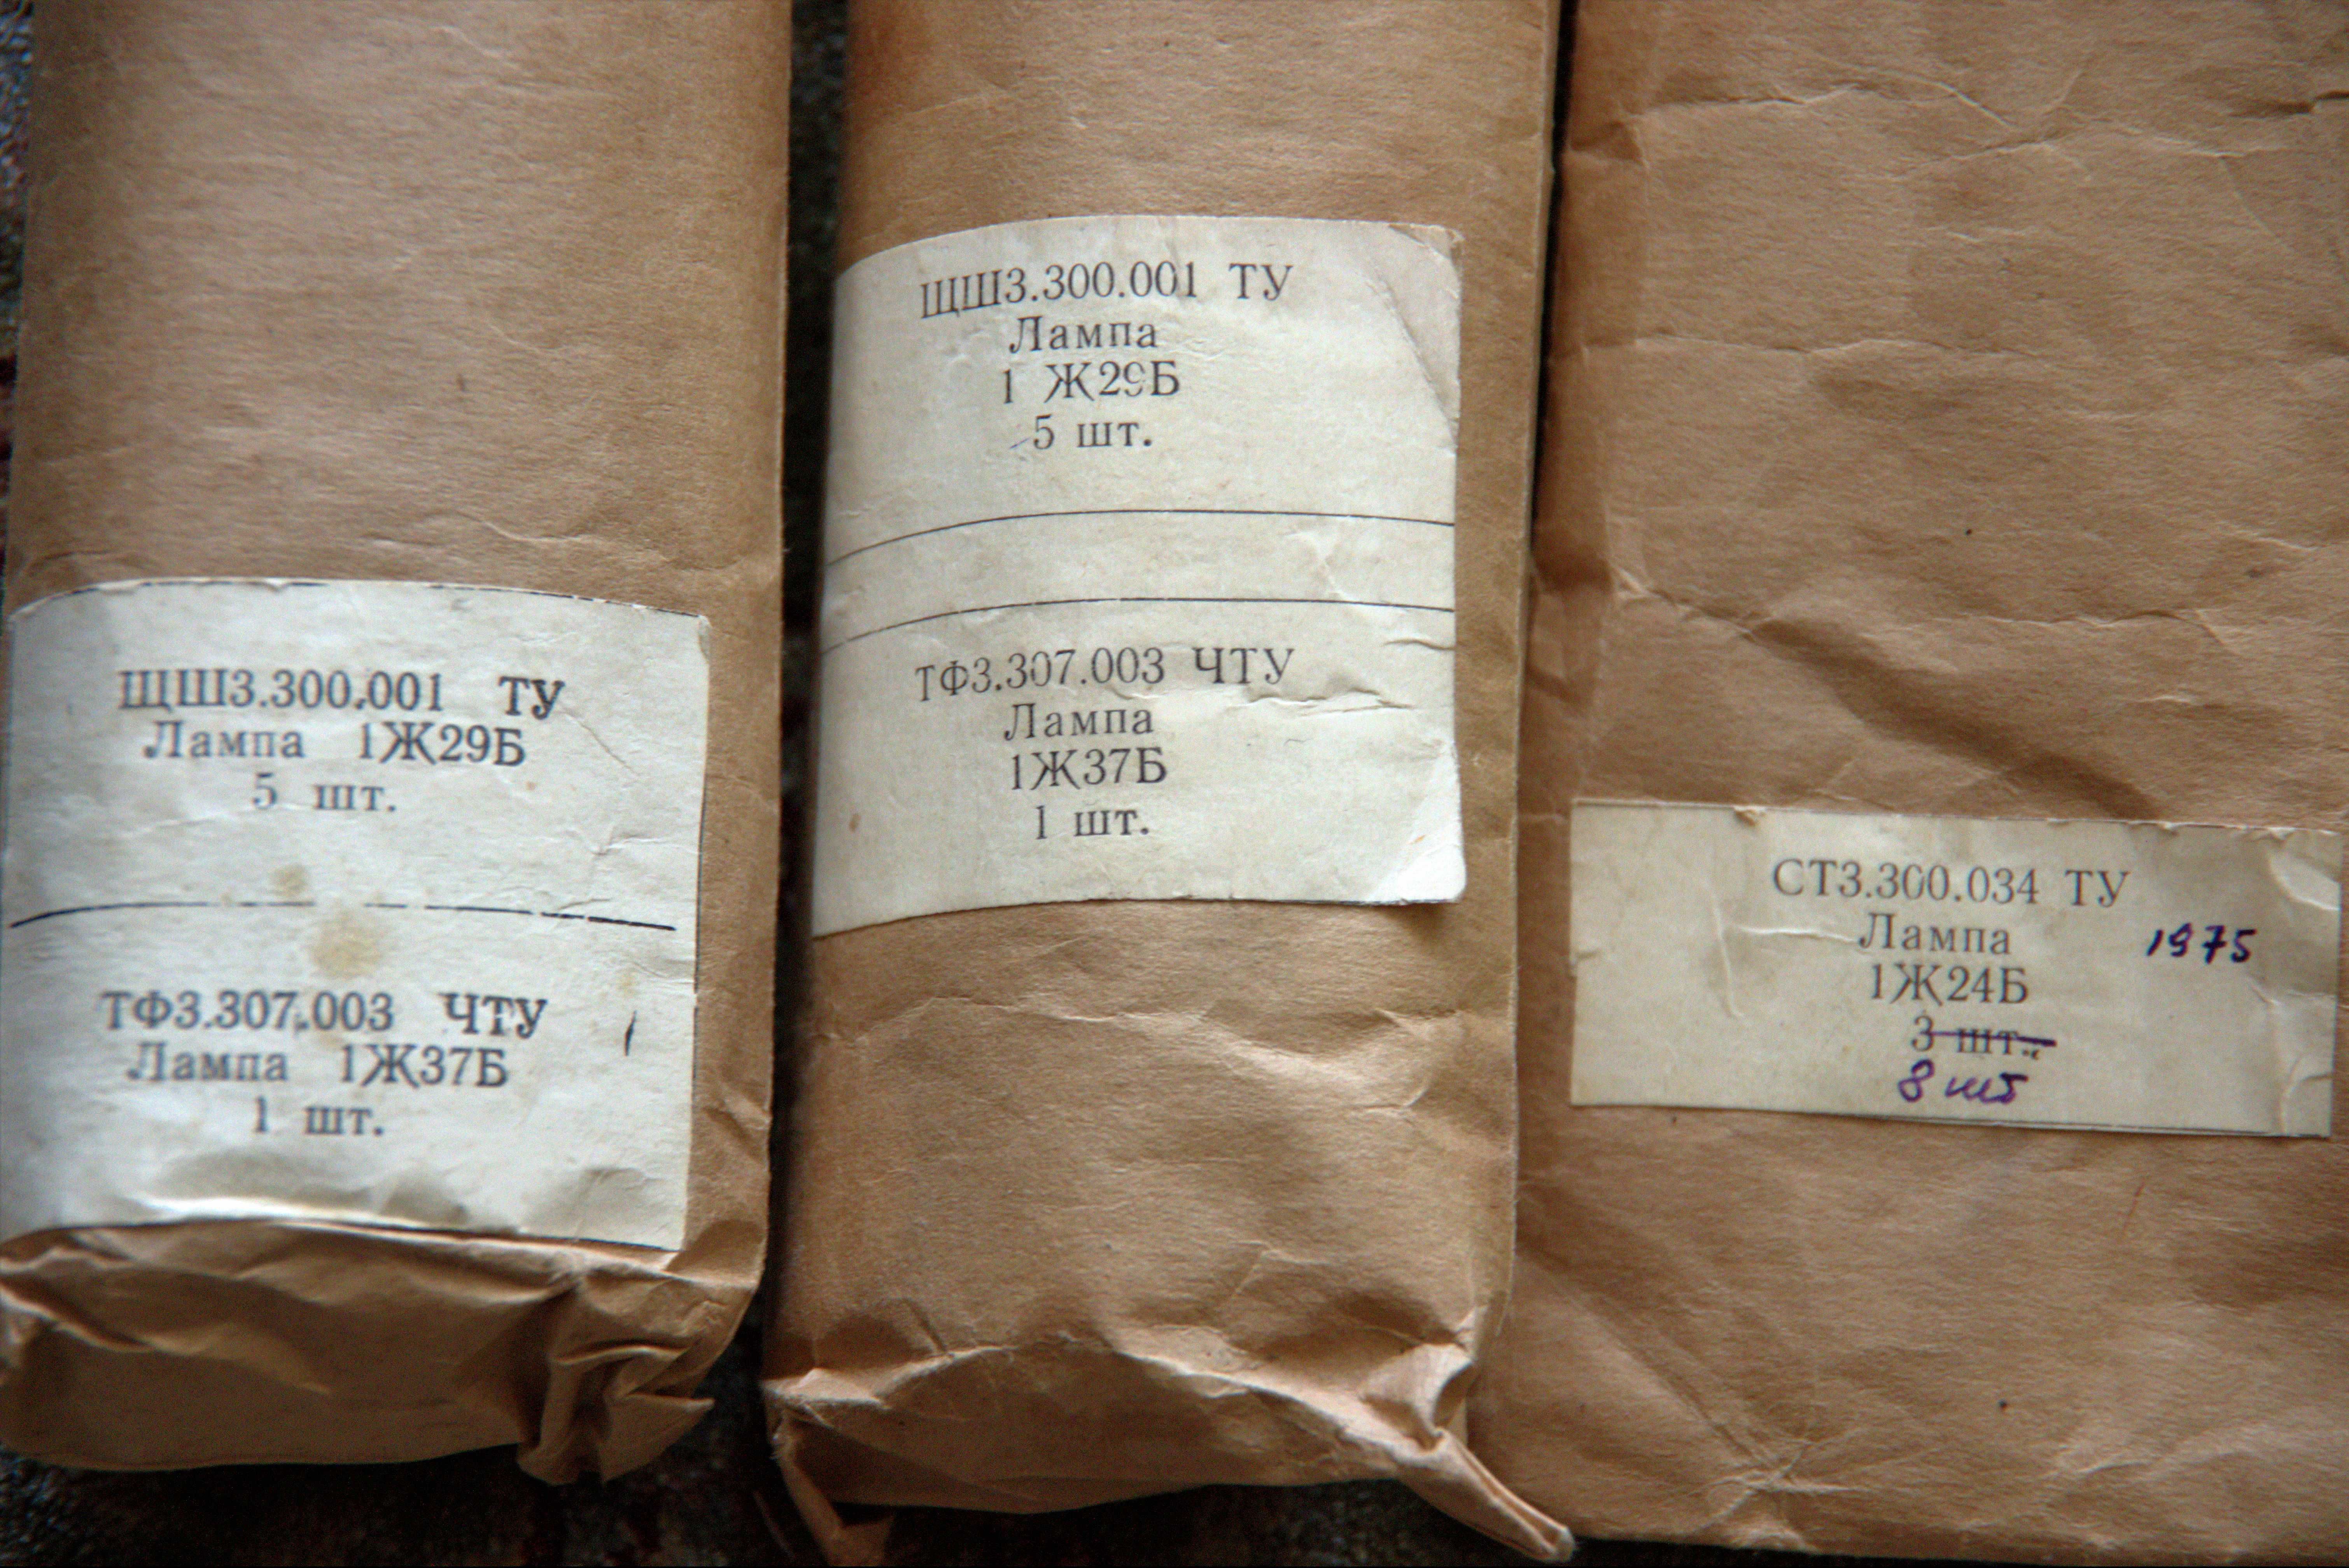 ЩШ3.300.001 ТУ
Лампа 1Ж29Б
5 шт.
ТФ3.307.003 ЧТУ
Лампа 1Ж37Б
1 шт.
ЩШ3.300.001 ТУ
Лампа
1 Ж29Б
5 шт.
ТФ3.307.003 ЧТУ
Лампа
1Ж37Б
1 шт.
СТ3.300.034 ТУ
Лампа
1975
1Ж24Б
3 шт.
8 шт